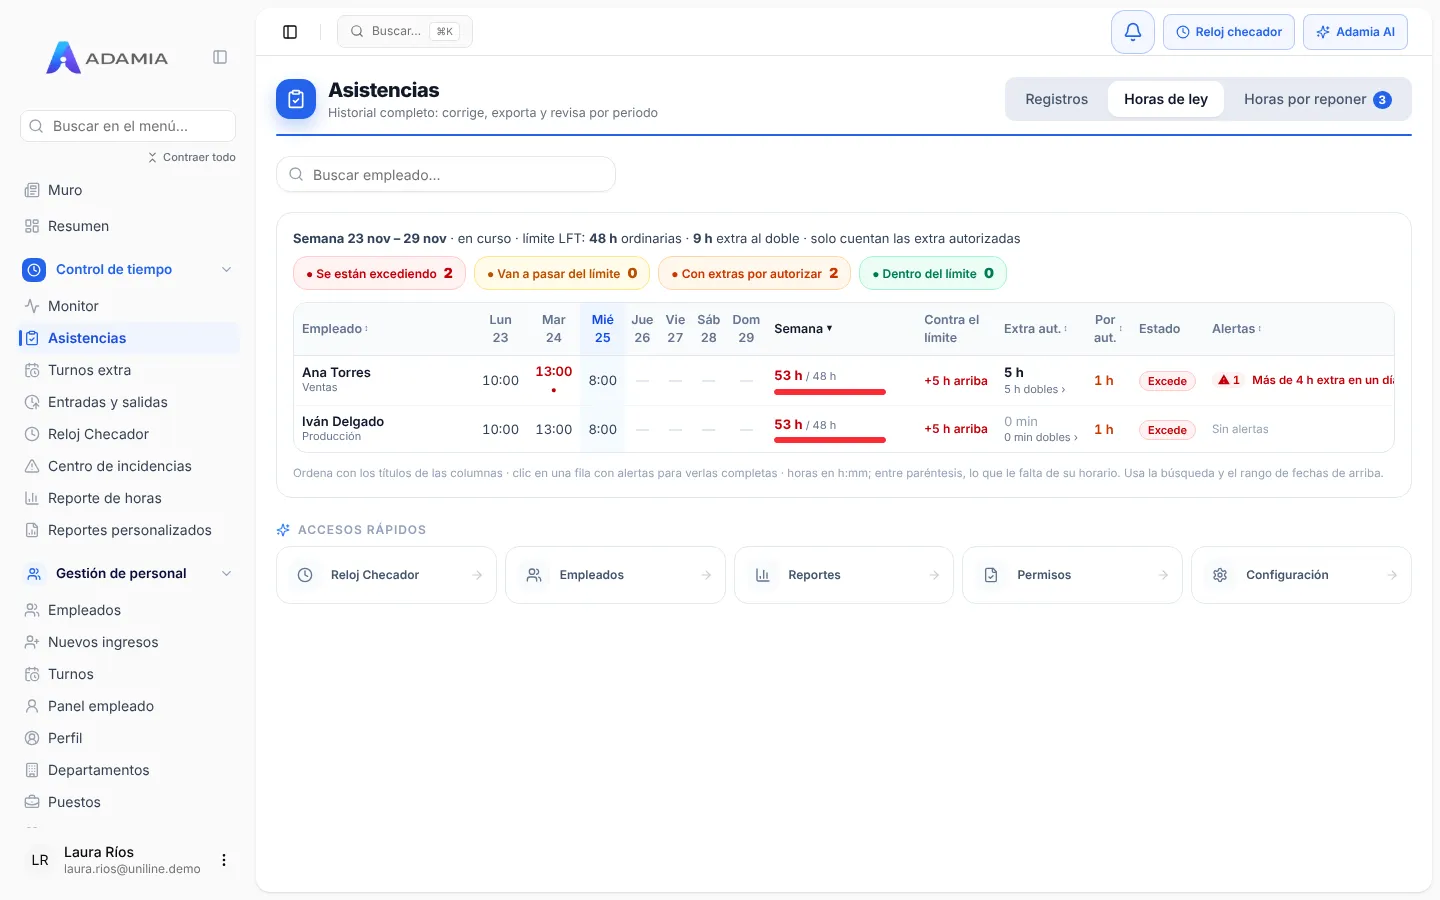 ADAMIA
Buscar en el menú...
Contraer todo
Muro
Resumen
Control de tiempo
Monitor
Asistencias
Turnos extra
Entradas y salidas
Reloj Checador
Centro de incidencias
Reporte de horas
Reportes personalizados
Gestión de personal
Empleados
Nuevos ingresos
Turnos
Panel empleado
Perfil
Departamentos
Puestos
LR
Laura Ríos
laura.rios@uniline.demo
Buscar... ⌘K
Reloj checador
Adamia AI
Asistencias
Historial completo: corrige, exporta y revisa por periodo
Registros
Horas de ley
Horas por reponer 3
Buscar empleado...
Semana 23 nov – 29 nov · en curso · límite LFT: 48 h ordinarias · 9 h extra al doble · solo cuentan las extra autorizadas
● Se están excediendo 2
● Van a pasar del límite 0
● Con extras por autorizar 2
● Dentro del límite 0
Empleado ↕ Lun 23 Mar 24 Mié 25 Jue 26 Vie 27 Sáb 28 Dom 29 Semana ▼ Contra el límite Extra aut. ↕ Por aut. ↕ Estado Alertas ↕
Ana Torres 10:00 13:00 • 8:00 — — — — 53 h / 48 h +5 h arriba 5 h 1 h Excede ▲ 1 Más de 4 h extra en un día
Ventas 5 h dobles ›
Iván Delgado 10:00 13:00 8:00 — — — — 53 h / 48 h +5 h arriba 0 min 1 h Excede Sin alertas
Producción 0 min dobles ›
Ordena con los títulos de las columnas · clic en una fila con alertas para verlas completas · horas en h:mm; entre paréntesis, lo que le falta de su horario. Usa la búsqueda y el rango de fechas de arriba.
ACCESOS RÁPIDOS
Reloj Checador
Empleados
Reportes
Permisos
Configuración